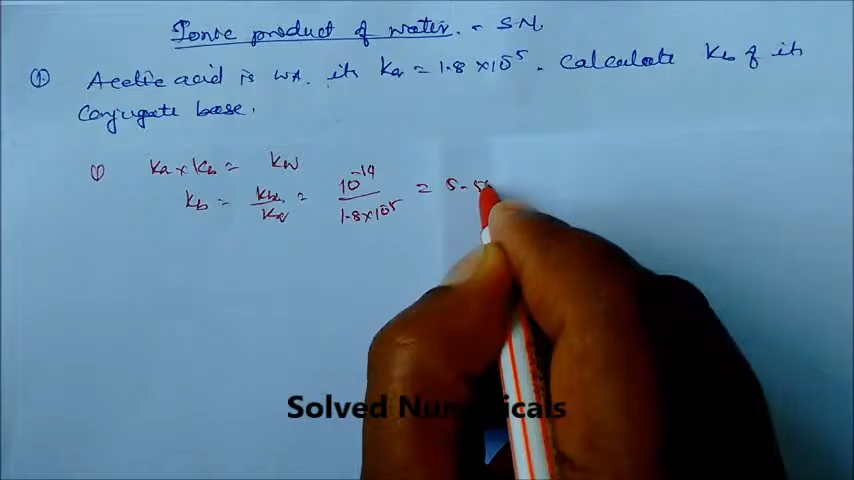 Ionic product of water. - SN
① Acetic acid is WA. its Ka = 1.8 × 10⁻⁵. Calculate Kb of its
Conjugate base.
① Ka × Kb = Kw
Kb = Kw/Ka = 10⁻¹⁴/1.8×10⁻⁵ = 5.5
Solved Numericals